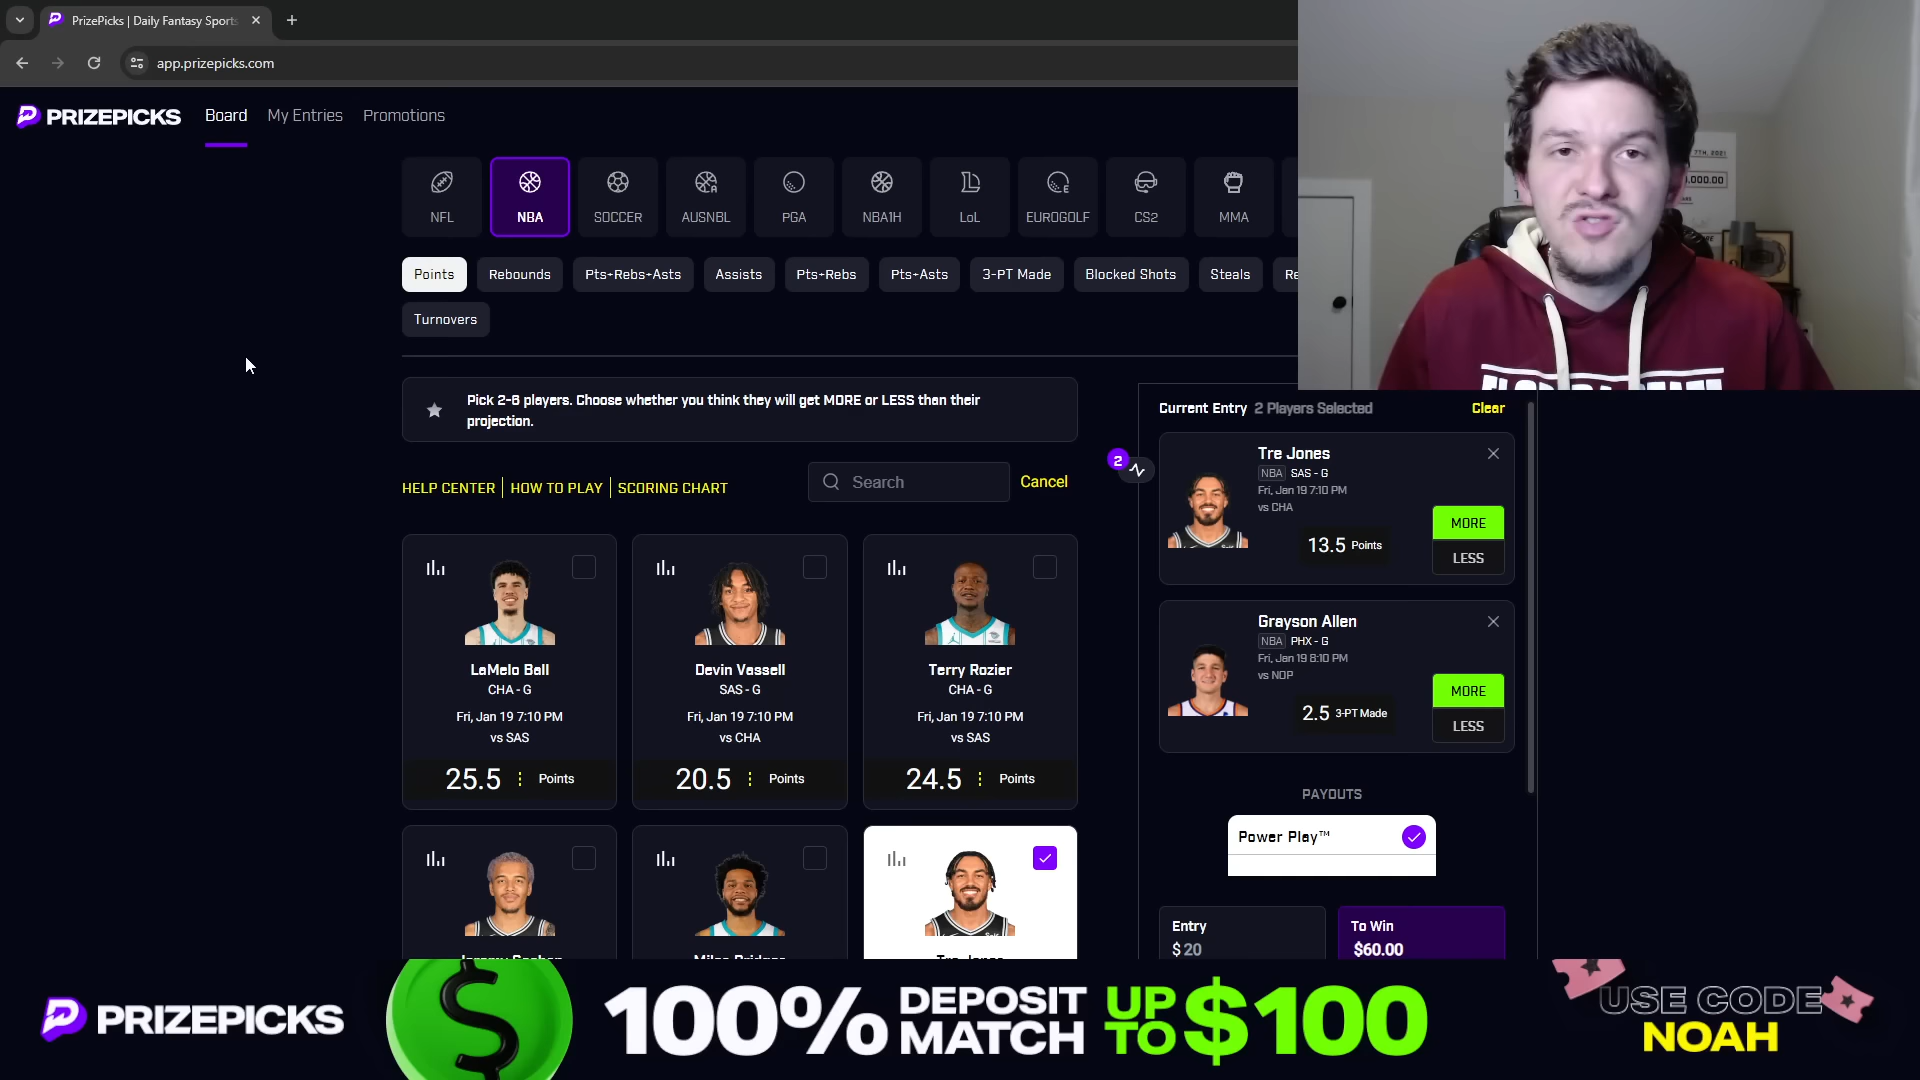 PrizePicks | Daily Fantasy Sports
app.prizepicks.com
PRIZEPICKS
Board
My Entries
Promotions
NFL
NBA
SOCCER
AUSNBL
PGA
NBA1H
LoL
EUROGOLF
CS2
MMA
Points
Rebounds
Pts+Rebs+Asts
Assists
Pts+Rebs
Pts+Asts
3-PT Made
Blocked Shots
Steals
Re
Turnovers
Pick 2-6 players. Choose whether you think they will get MORE or LESS than their
projection.
HELP CENTER
HOW TO PLAY
SCORING CHART
Search
Cancel
LaMelo Ball
CHA - G
Fri, Jan 19 7:10 PM
vs SAS
25.5 Points
Devin Vassell
SAS - G
Fri, Jan 19 7:10 PM
vs CHA
20.5 Points
Terry Rozier
CHA - G
Fri, Jan 19 7:10 PM
vs SAS
24.5 Points
2
Current Entry 2 Players Selected
Clear
Tre Jones
NBA SAS - G
Fri, Jan 19 7:10 PM
vs CHA
13.5 Points
MORE
LESS
Grayson Allen
NBA PHX - G
Fri, Jan 19 8:10 PM
vs NOP
2.5 3-PT Made
MORE
LESS
PAYOUTS
Power Play™
Entry
$ 20
To Win
$60.00
7TH, 2021
,000.00
PRIZEPICKS
100% DEPOSIT MATCH UP TO $100
USE CODE
NOAH